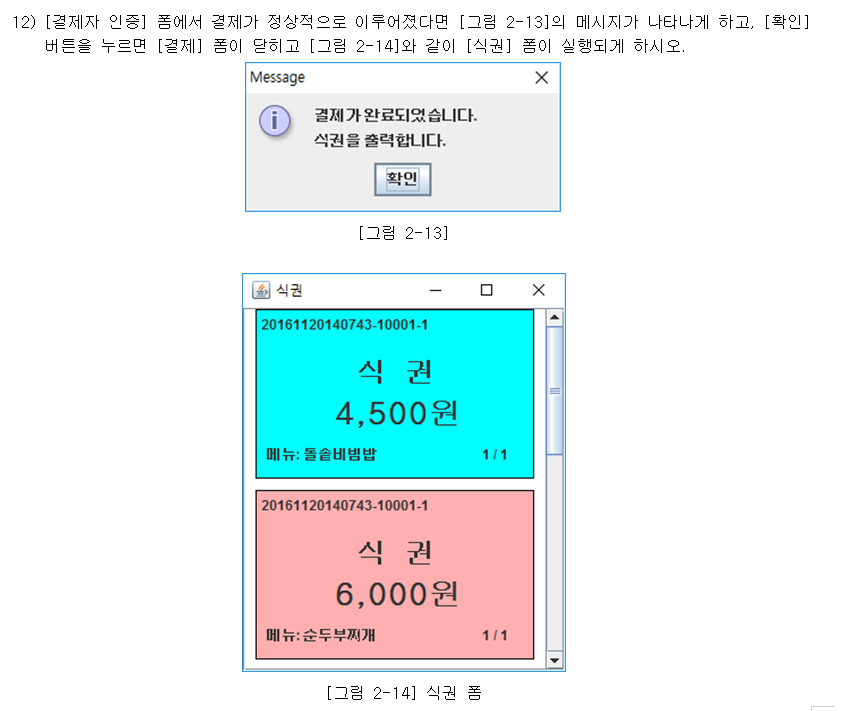 12) [결제자 인증] 폼에서 결제가 정상적으로 이루어졌다면 [그림 2-13]의 메시지가 나타나게 하고, [확인]
버튼을 누르면 [결제] 폼이 닫히고 [그림 2-14]와 같이 [식권] 폼이 실행되게 하시오.
Message
결제가 완료되었습니다.
식권을 출력합니다.
확인
[그림 2-13]
식권
20161120140743-10001-1
식 권
4,500원
메뉴: 돌솥비빔밥 1 / 1
20161120140743-10001-1
식 권
6,000원
메뉴: 순두부찌개 1 / 1
[그림 2-14] 식권 폼